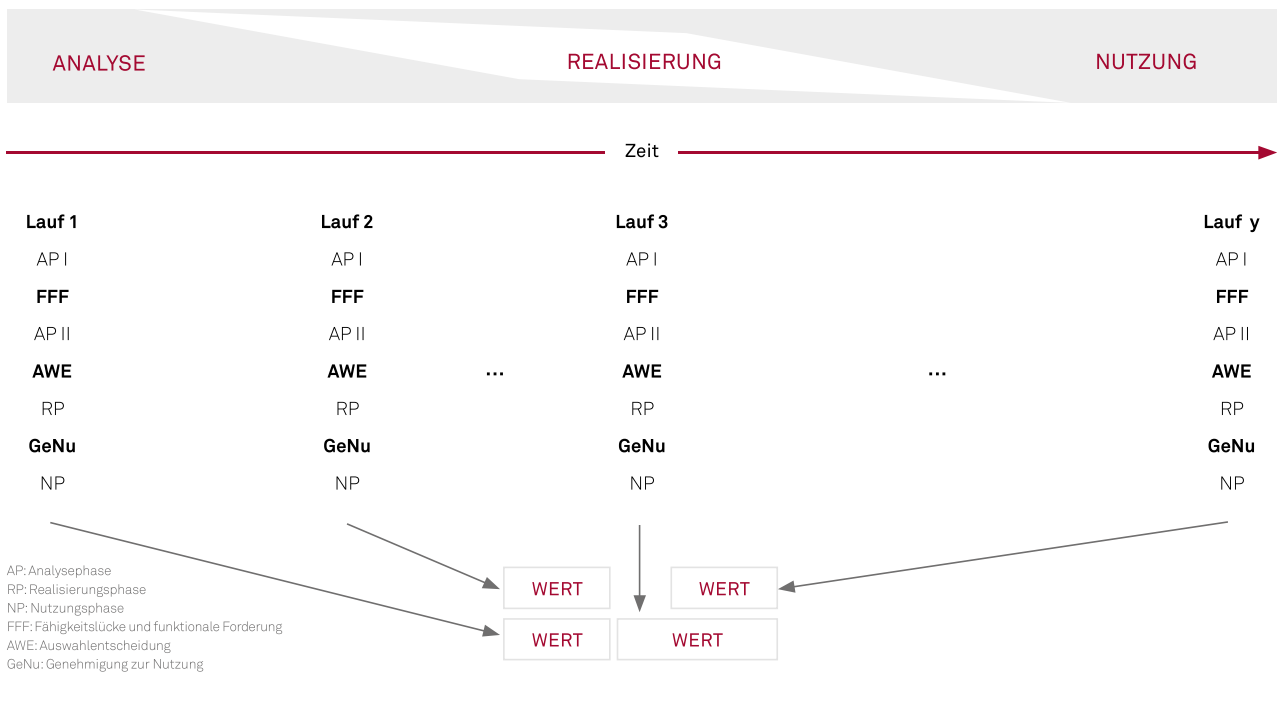 ANALYSE REALISIERUNG NUTZUNG
Zeit
Lauf 1 Lauf 2 Lauf 3 Lauf y
AP I AP I AP I AP I
FFF FFF FFF FFF
AP II AP II AP II AP II
AWE AWE ... AWE ... AWE
RP RP RP RP
GeNu GeNu GeNu GeNu
NP NP NP NP
WERT WERT
WERT WERT
AP: Analysephase
RP: Realisierungsphase
NP: Nutzungsphase
FFF: Fähigkeitslücke und funktionale Forderung
AWE: Auswahlentscheidung
GeNu: Genehmigung zur Nutzung